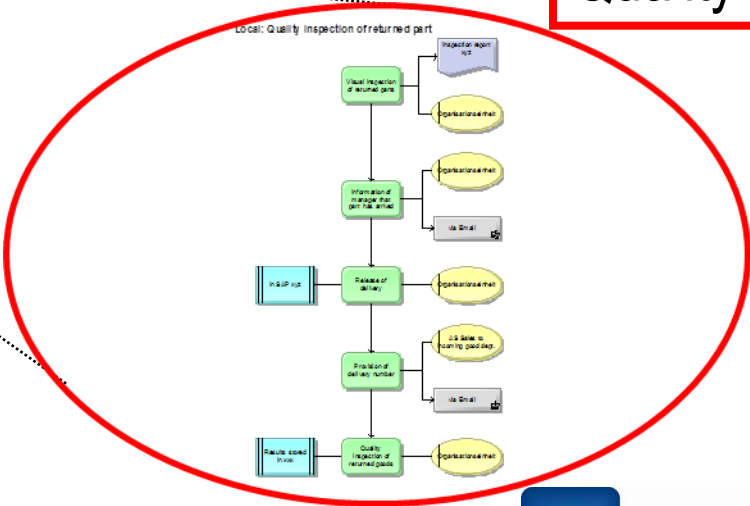 Quality
Local: Quality Inspection of returned part
Inspection report
xyz
Visual Inspection
of returned parts
Organisationseinheit
Organisationseinheit
Information of
manager that
part has arrived
via Email
In SAP xyz
Release of
delivery
Organisationseinheit
J.S Sales to
incoming good dept.
Provision of
delivery number
via Email
Results stored
in xxx
Quality
Inspection of
returned goods
Organisationseinheit